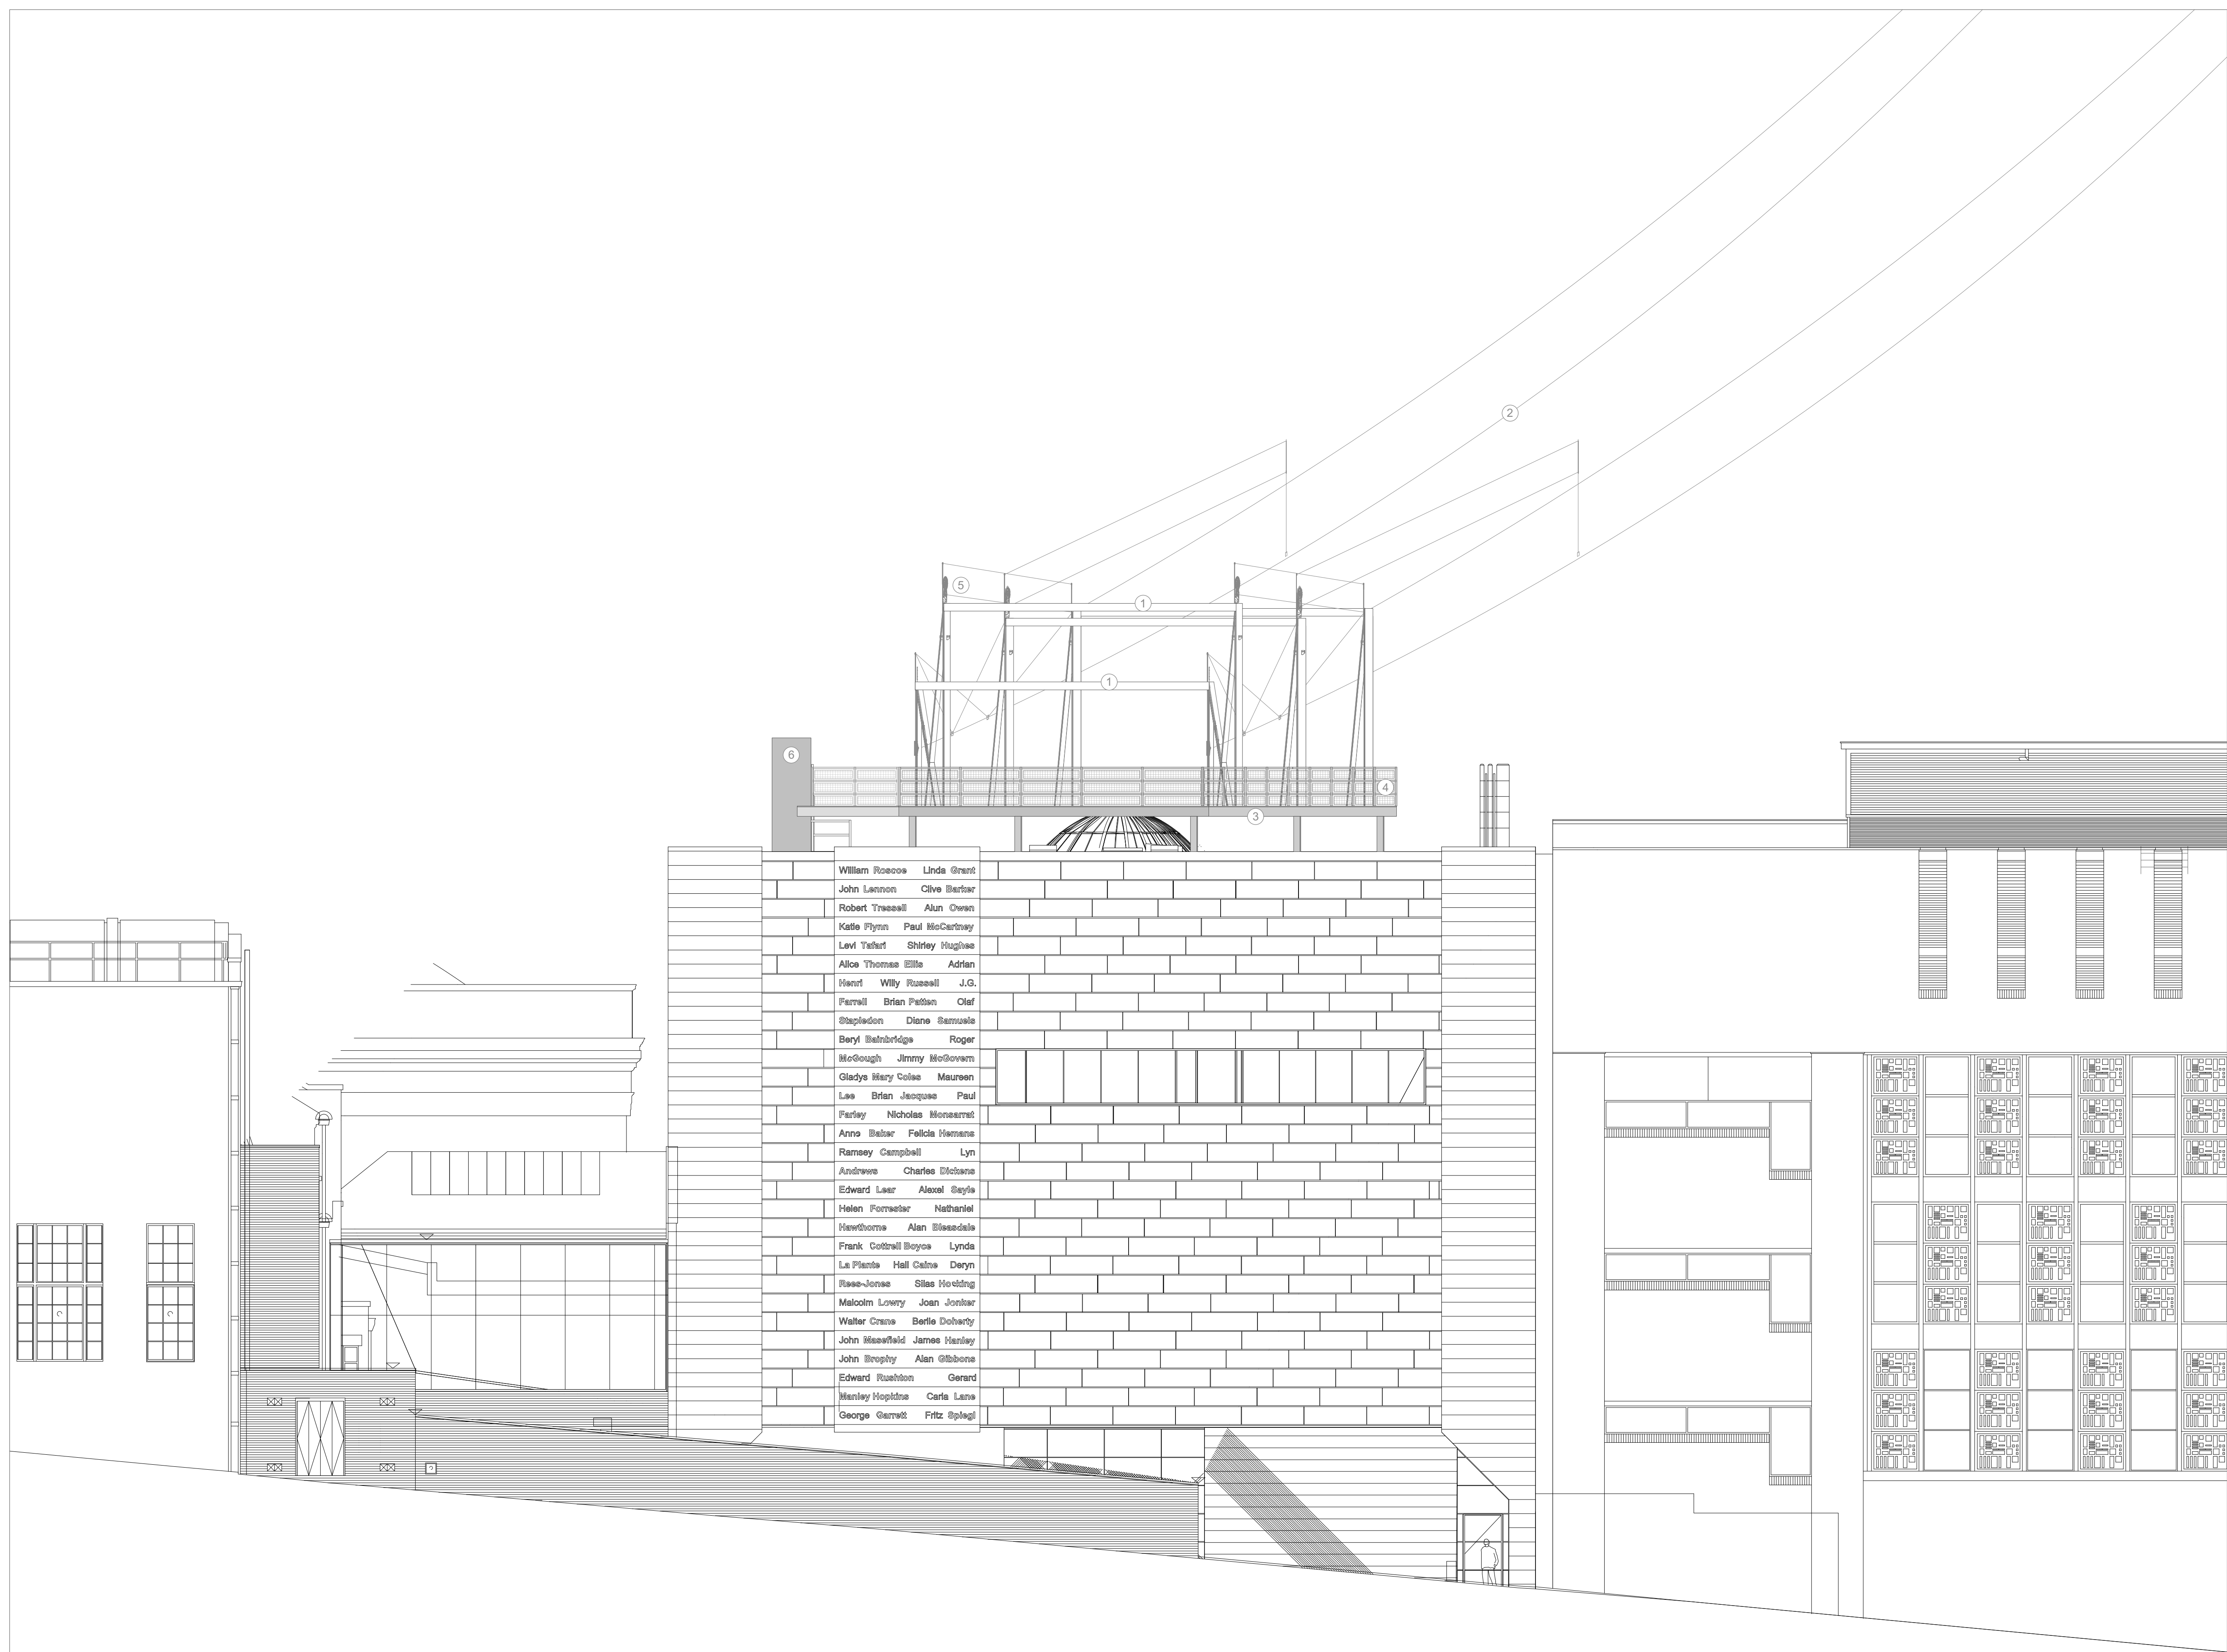 2
5
1
1
6
4
3
William Roscoe Linda Grant
John Lennon Clive Barker
Robert Tressell Alun Owen
Katie Flynn Paul McCartney
Levi Tafari Shirley Hughes
Alice Thomas Ellis Adrian
Henri Willy Russell J.G.
Farrell Brian Patten Olaf
Stapledon Diane Samuels
Beryl Bainbridge Roger
McGough Jimmy McGovern
Gladys Mary Coles Maureen
Lee Brian Jacques Paul
Farley Nicholas Monsarrat
Anne Baker Felicia Hemans
Ramsey Campbell Lyn
Andrews Charles Dickens
Edward Lear Alexei Sayle
Helen Forrester Nathaniel
Hawthorne Alan Bleasdale
Frank Cottrell Boyce Lynda
La Plante Hall Caine Deryn
Rees-Jones Silas Hocking
Malcolm Lowry Joan Jonker
Walter Crane Berlie Doherty
John Masefield James Hanley
John Brophy Alan Gibbons
Edward Rushton Gerard
Manley Hopkins Carla Lane
George Garrett Fritz Spiegl